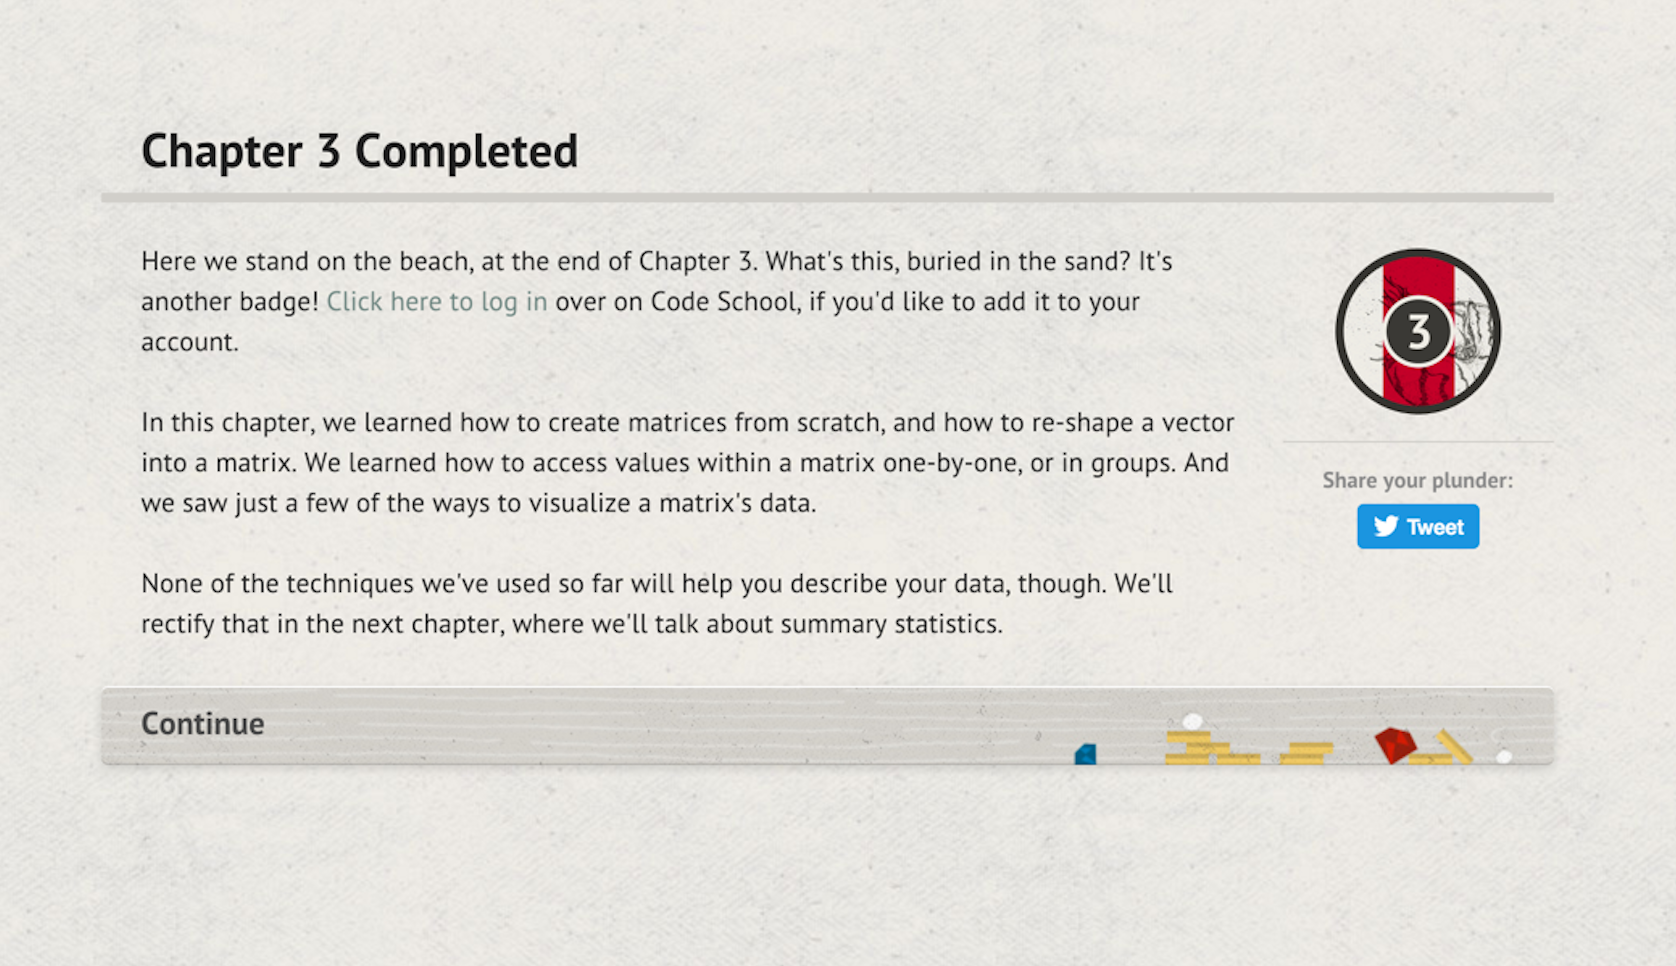 Chapter 3 Completed
Here we stand on the beach, at the end of Chapter 3. What's this, buried in the sand? It's
another badge! Click here to log in over on Code School, if you'd like to add it to your
account.
3
In this chapter, we learned how to create matrices from scratch, and how to re-shape a vector
into a matrix. We learned how to access values within a matrix one-by-one, or in groups. And
we saw just a few of the ways to visualize a matrix's data.
Share your plunder:
Tweet
None of the techniques we've used so far will help you describe your data, though. We'll
rectify that in the next chapter, where we'll talk about summary statistics.
Continue